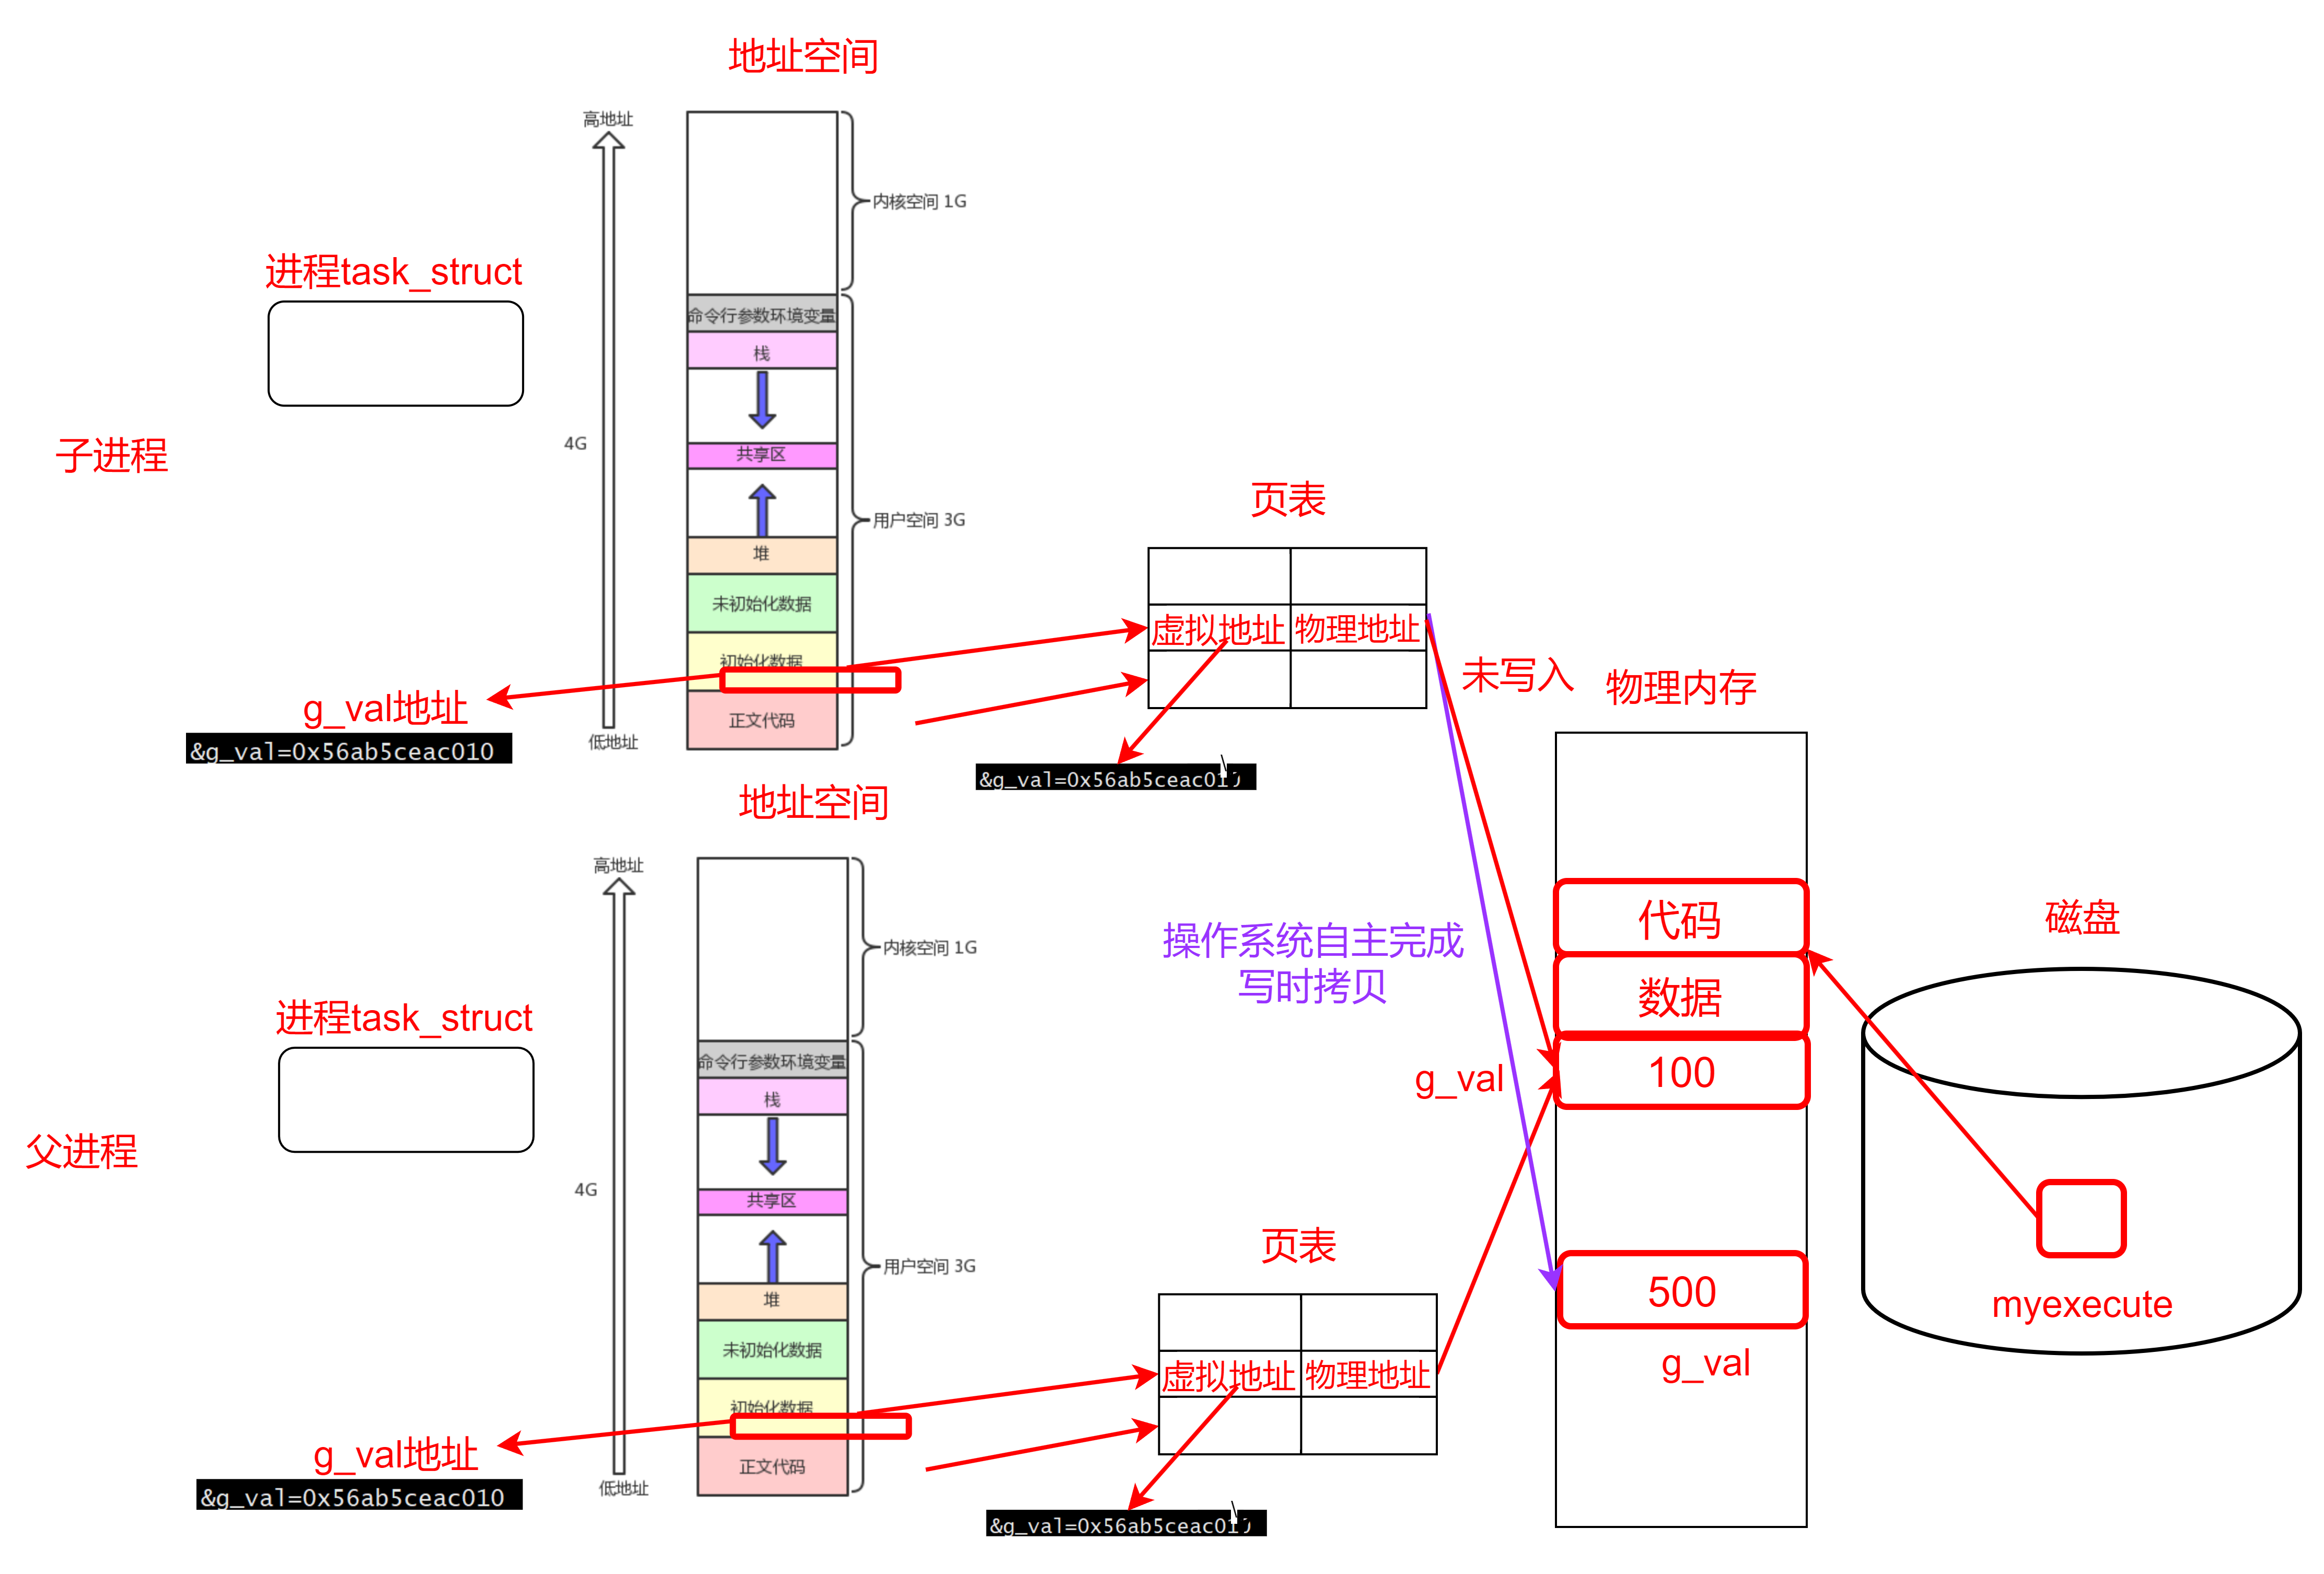 地址空间
高地址
内核空间 1G
进程task_struct
命令行参数环境变量
栈
子进程
4G
共享区
用户空间 3G
堆
未初始化数据
初始化数据
g_val地址
正文代码
低地址
&g_val=0x56ab5ceac010
页表
虚拟地址
物理地址
&g_val=0x56ab5ceac010
未写入
物理内存
地址空间
高地址
内核空间 1G
进程task_struct
命令行参数环境变量
栈
父进程
4G
共享区
用户空间 3G
堆
未初始化数据
初始化数据
g_val地址
正文代码
低地址
&g_val=0x56ab5ceac010
页表
虚拟地址
物理地址
&g_val=0x56ab5ceac010
操作系统自主完成
写时拷贝
代码
数据
g_val
100
500
g_val
磁盘
myexecute